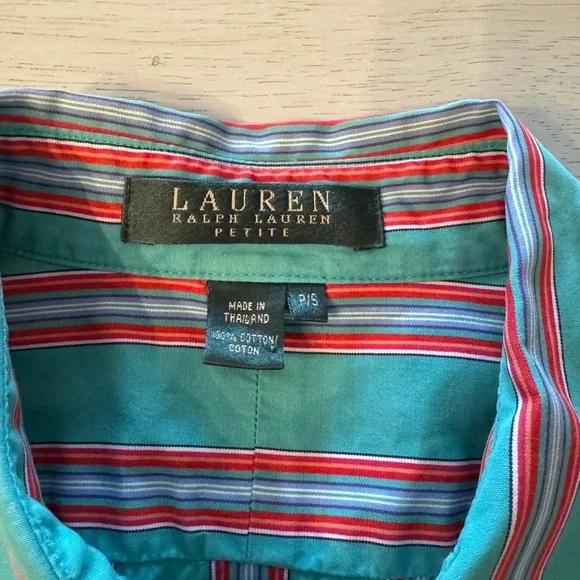 LAUREN
RALPH LAUREN
PETITE
P/S
MADE IN
THAILAND
100% COTTON/
COTON